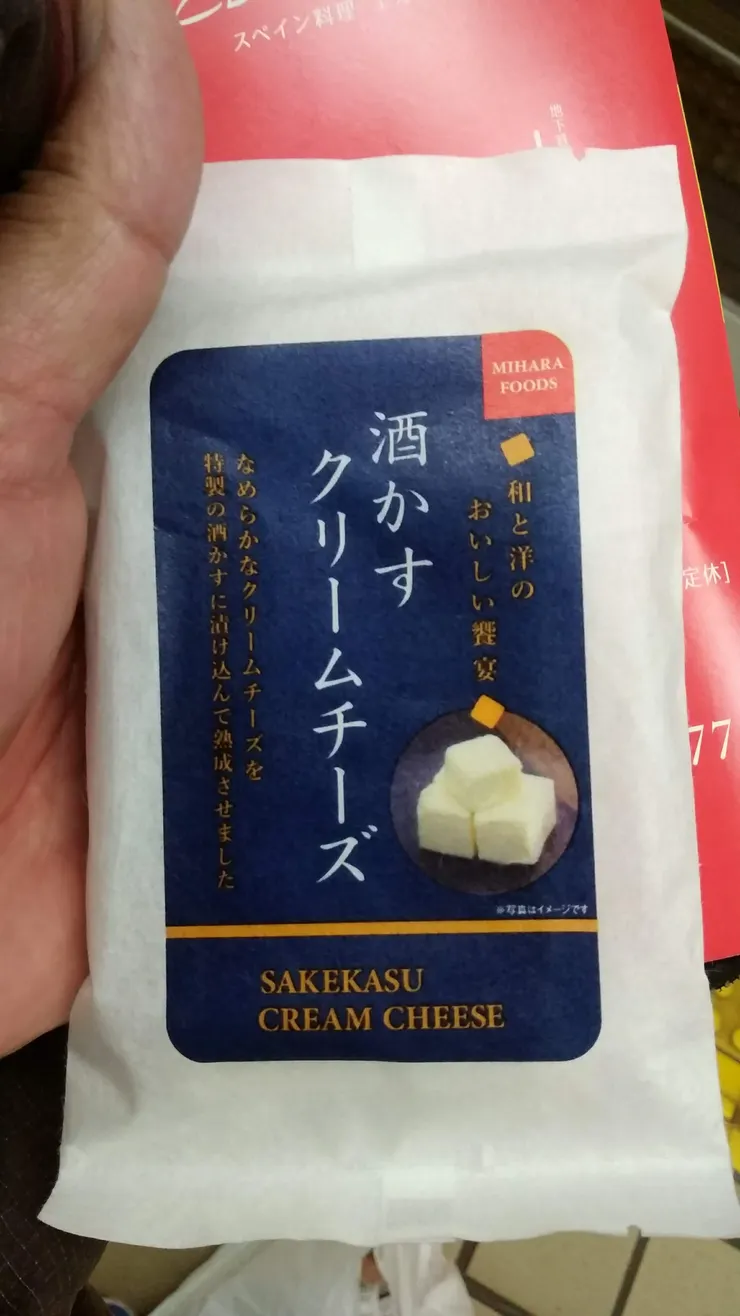 スペイン料理
地下
MIHARA
FOODS
和と洋の
おいしい饗宴
酒かす
クリームチーズ
なめらかなクリームチーズを
特製の酒かすに漬け込んで熟成させました
※写真はイメージです
SAKEKASU
CREAM CHEESE
定休]
77